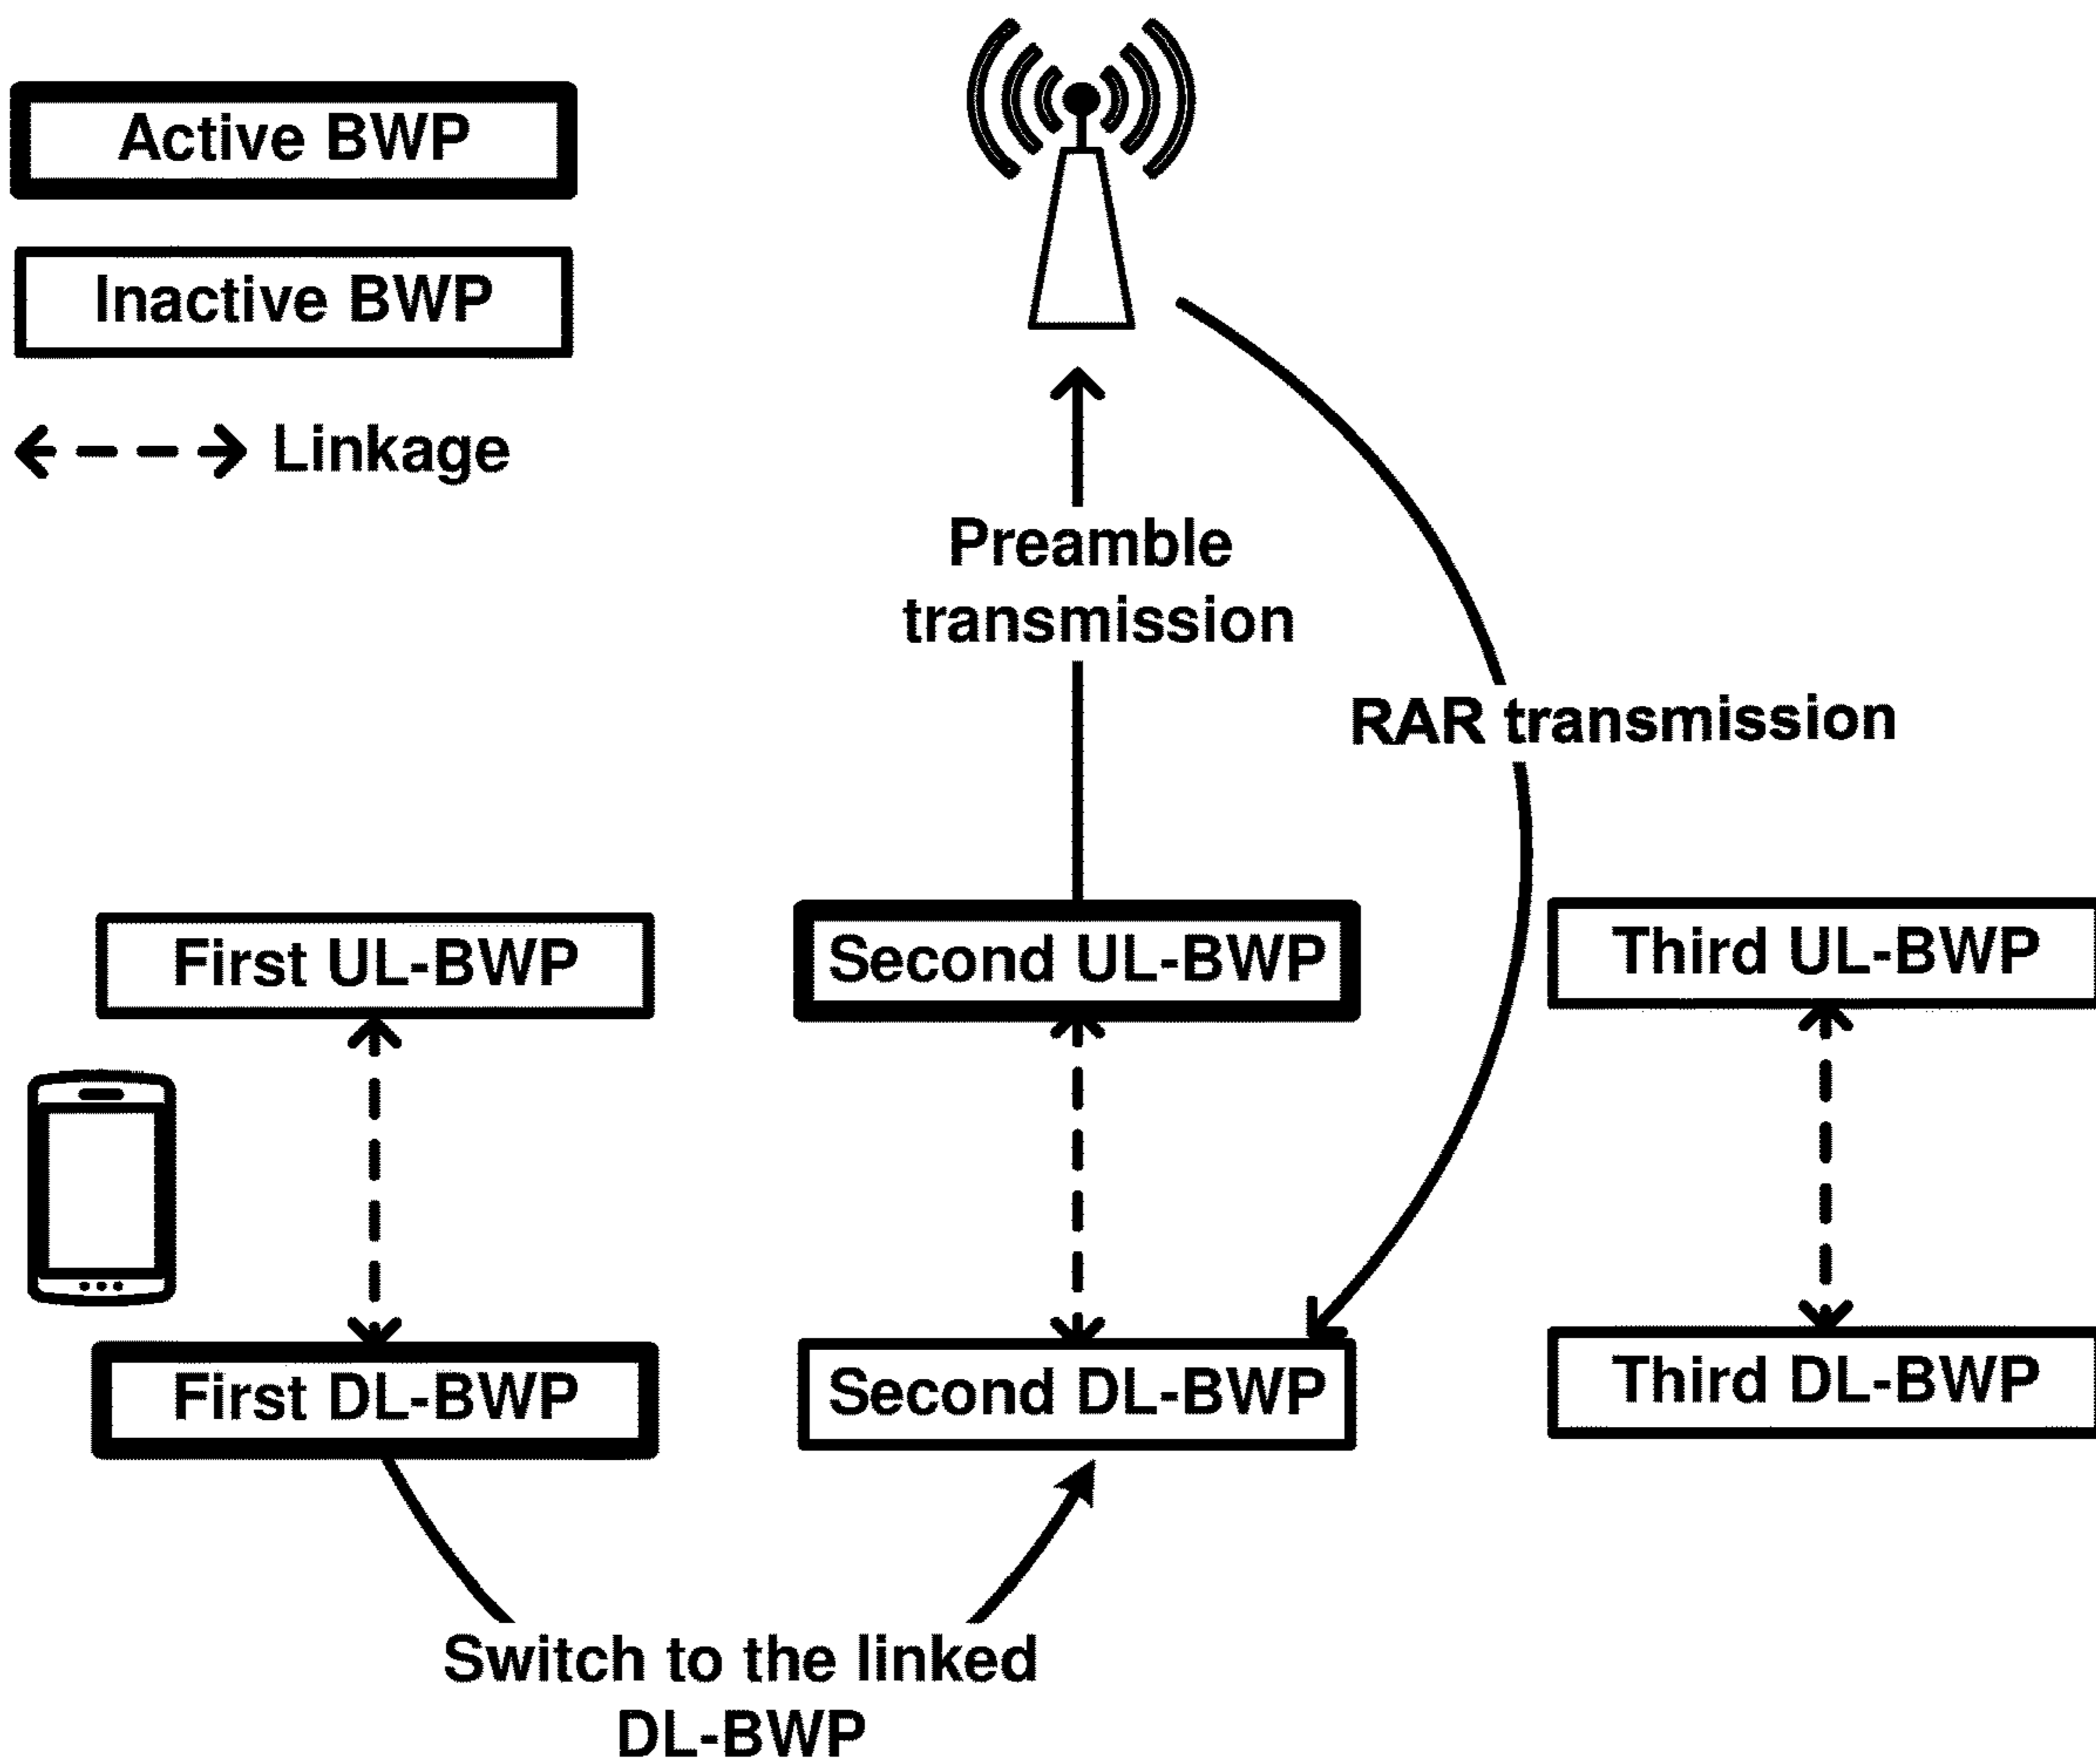 Active BWP
Inactive BWP
Linkage
Preamble
transmission
RAR transmission
First UL-BWP
Second UL-BWP
Third UL-BWP
First DL-BWP
Second DL-BWP
Third DL-BWP
Switch to the linked
DL-BWP